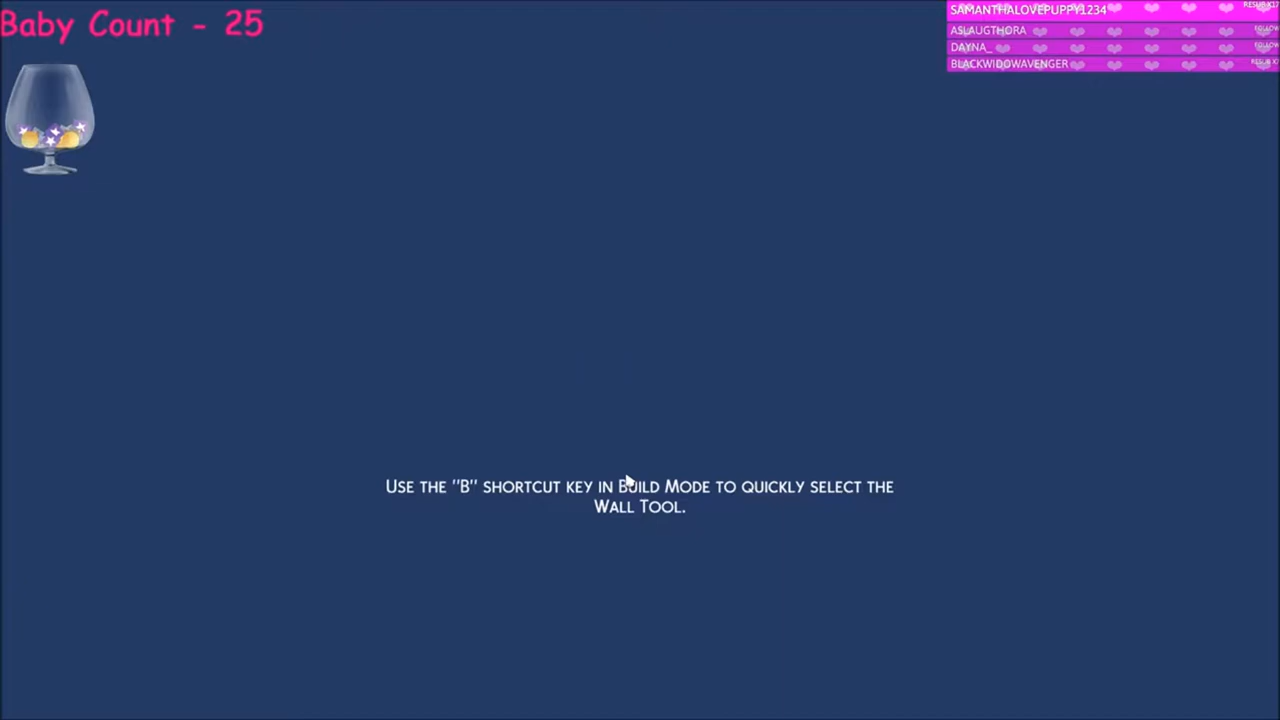 Baby Count - 25
SAMANTHALOVEPUPPY1234
ASLAUGTHORA
DAYNA_
BLACKWIDOWAVENGER
USE THE "B" SHORTCUT KEY IN BUILD MODE TO QUICKLY SELECT THE
WALL TOOL.